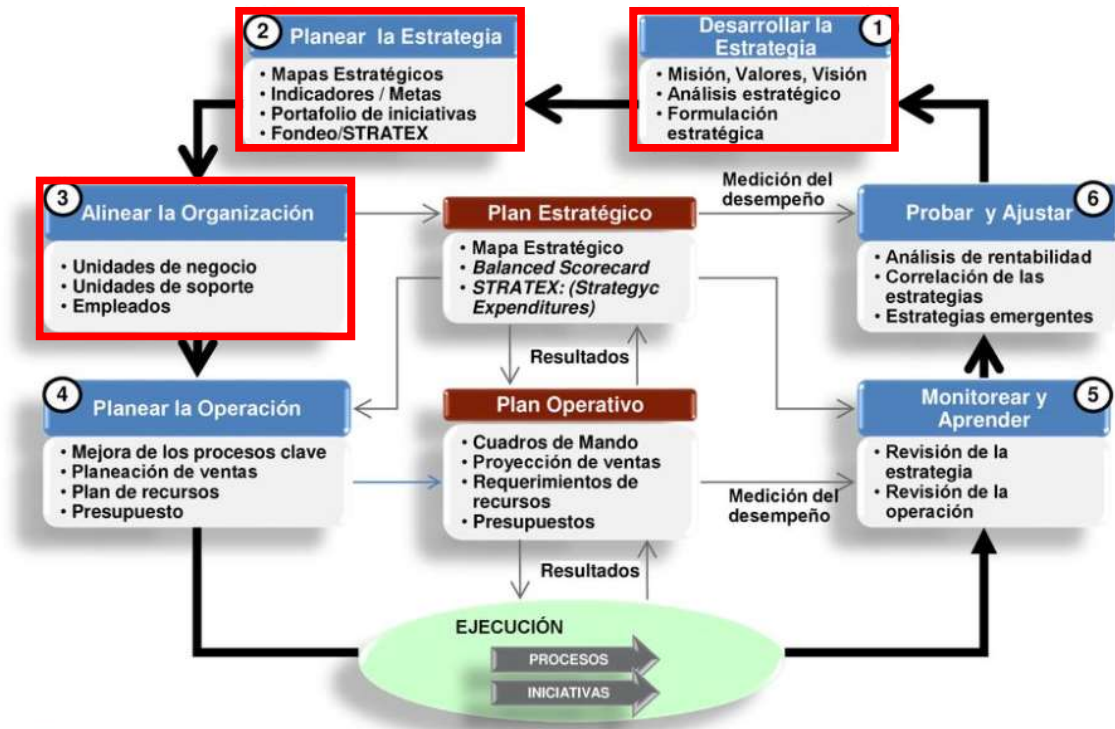 2
Planear la Estrategia
• Mapas Estratégicos
• Indicadores / Metas
• Portafolio de iniciativas
• Fondeo/STRATEX
Desarrollar la
Estrategia
1
• Misión, Valores, Visión
• Análisis estratégico
• Formulación
estratégica
3
Alinear la Organización
• Unidades de negocio
• Unidades de soporte
• Empleados
Plan Estratégico
• Mapa Estratégico
• Balanced Scorecard
• STRATEX: (Strategyc
Expenditures)
Medición del
desempeño
6
Probar y Ajustar
• Análisis de rentabilidad
• Correlación de las
estrategias
• Estrategias emergentes
Resultados
4
Planear la Operación
• Mejora de los procesos clave
• Planeación de ventas
• Plan de recursos
• Presupuesto
Plan Operativo
• Cuadros de Mando
• Proyección de ventas
• Requerimientos de
recursos
• Presupuestos
Medición del
desempeño
Monitorear y
Aprender
5
• Revisión de la
estrategia
• Revisión de la
operación
Resultados
EJECUCIÓN
PROCESOS
INICIATIVAS